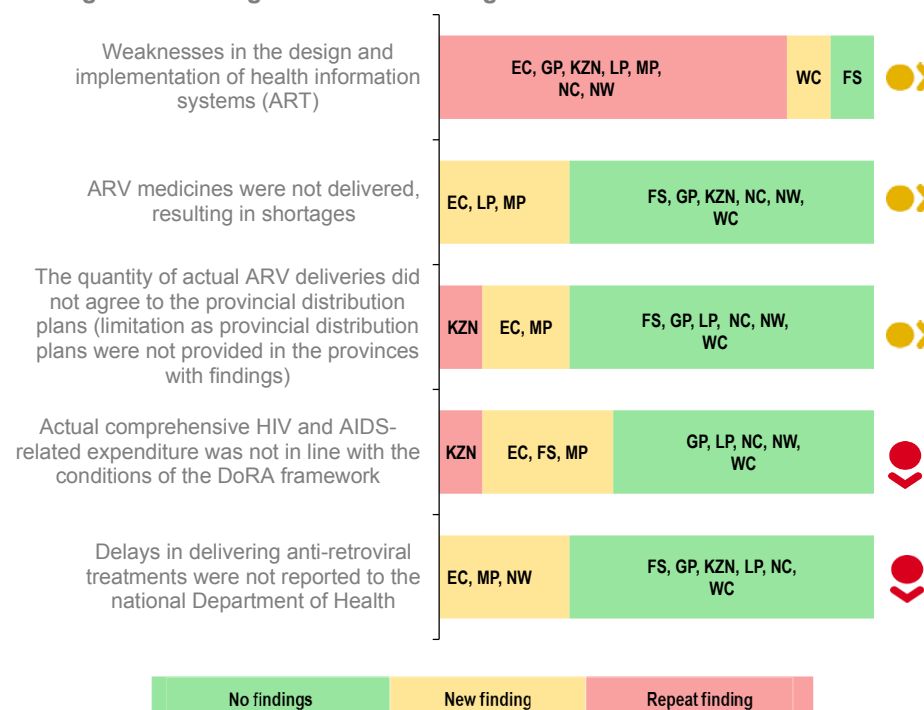 Weaknesses in the design and
implementation of health information
systems (ART)
EC, GP, KZN, LP, MP,
NC, NW
WC
FS
ARV medicines were not delivered,
resulting in shortages
EC, LP, MP
FS, GP, KZN, NC, NW,
WC
The quantity of actual ARV deliveries did
not agree to the provincial distribution
plans (limitation as provincial distribution
plans were not provided in the provinces
with findings)
KZN
EC, MP
FS, GP, LP, NC, NW,
WC
Actual comprehensive HIV and AIDS-
related expenditure was not in line with the
conditions of the DoRA framework
KZN
EC, FS, MP
GP, LP, NC, NW,
WC
Delays in delivering anti-retroviral
treatments were not reported to the
national Department of Health
EC, MP, NW
FS, GP, KZN, LP, NC,
WC
No findings
New finding
Repeat finding